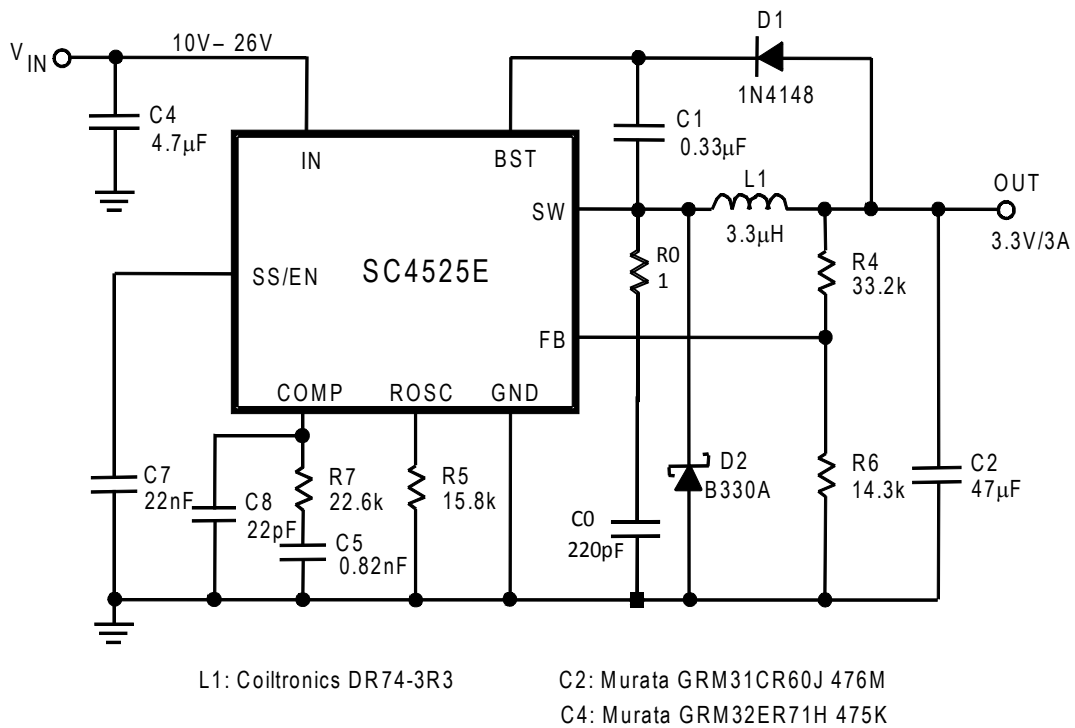 V IN
10V– 26V
D1
1N4148
C4
4.7µF
C1
0.33µF
IN
BST
L1
OUT
SW
3.3µH
3.3V/3A
SS/EN
SC4525E
R0
1
R4
33.2k
FB
COMP
ROSC
GND
C7
22nF
C8
22pF
R7
22.6k
R5
15.8k
C5
0.82nF
C0
220pF
D2
B330A
R6
14.3k
C2
47µF
L1: Coiltronics DR74-3R3
C2: Murata GRM31CR60J 476M
C4: Murata GRM32ER71H 475K